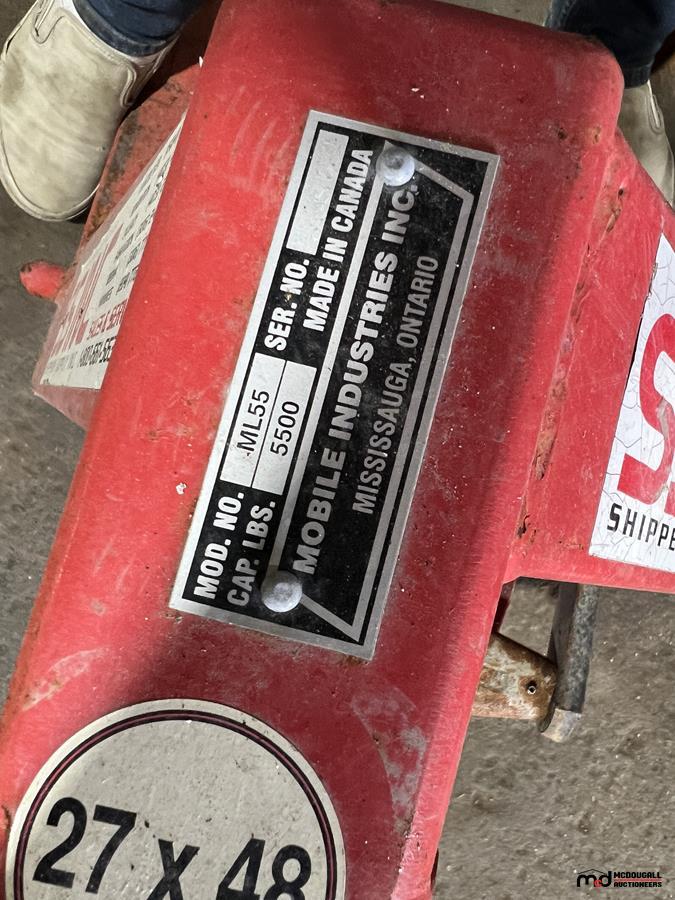 MOD. NO. ML55 SER. NO.
CAP. LBS. 5500 MADE IN CANADA
MOBILE INDUSTRIES INC.
MISSISSAUGA, ONTARIO
27 x 48
SHIPPE
MCDOUGALL
AUCTIONEERS